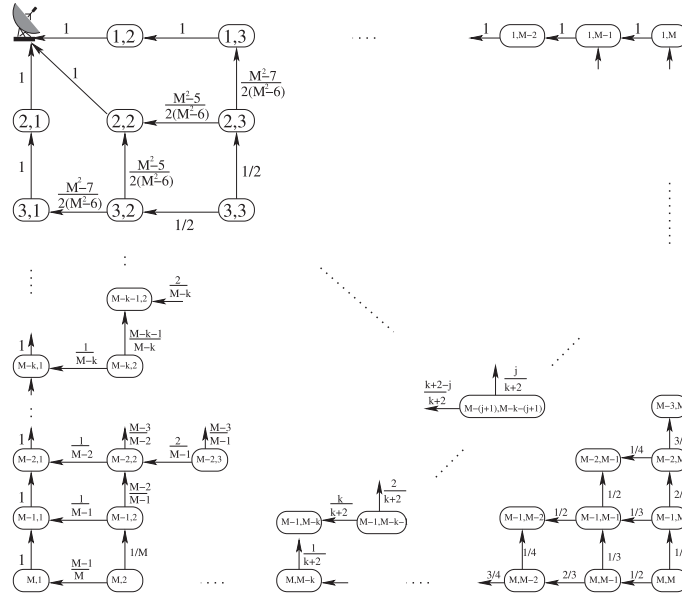 1 1,2 1 1,3 . . . . 1 1,M−2 1 1,M−1 1 1,M
1 1 M²−7
2(M²−6)
2,1 2,2 M²−5
2(M²−6) 2,3
1 M²−5
2(M²−6) 1/2
3,1 M²−7
2(M²−6) 3,2 1/2 3,3
M−k−1,2 2
M−k
1 M−k−1
M−k
M−k,1 1
M−k M−k,2
k+2−j
k+2 j
k+2
M−(j+1),M−k−(j+1)
M−3,M
1 M−3
M−2 M−3
M−1 3/
M−2,1 1
M−2 M−2,2 2
M−1 M−2,3 M−2,M−1 1/4 M−2,M
1 M−2
M−1 2
k+2 1/2 2/
M−1,1 1
M−1 M−1,2 M−1,M−k k
k+2 M−1,M−k− M−1,M−2 1/2 M−1,M−1 1/3 M−1,M
1 1/M 1
k+2 1/4 1/3 1/
M,1 M−1
M M,2 . . . . M,M−k . . . . 3/4 M,M−2 2/3 M,M−1 1/2 M,M